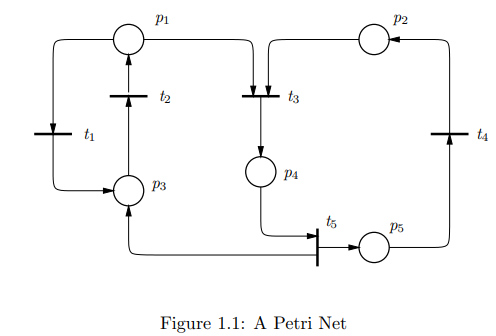 p₁
p₂
t₂
t₃
t₁
t₄
p₃
p₄
t₅
p₅
Figure 1.1: A Petri Net